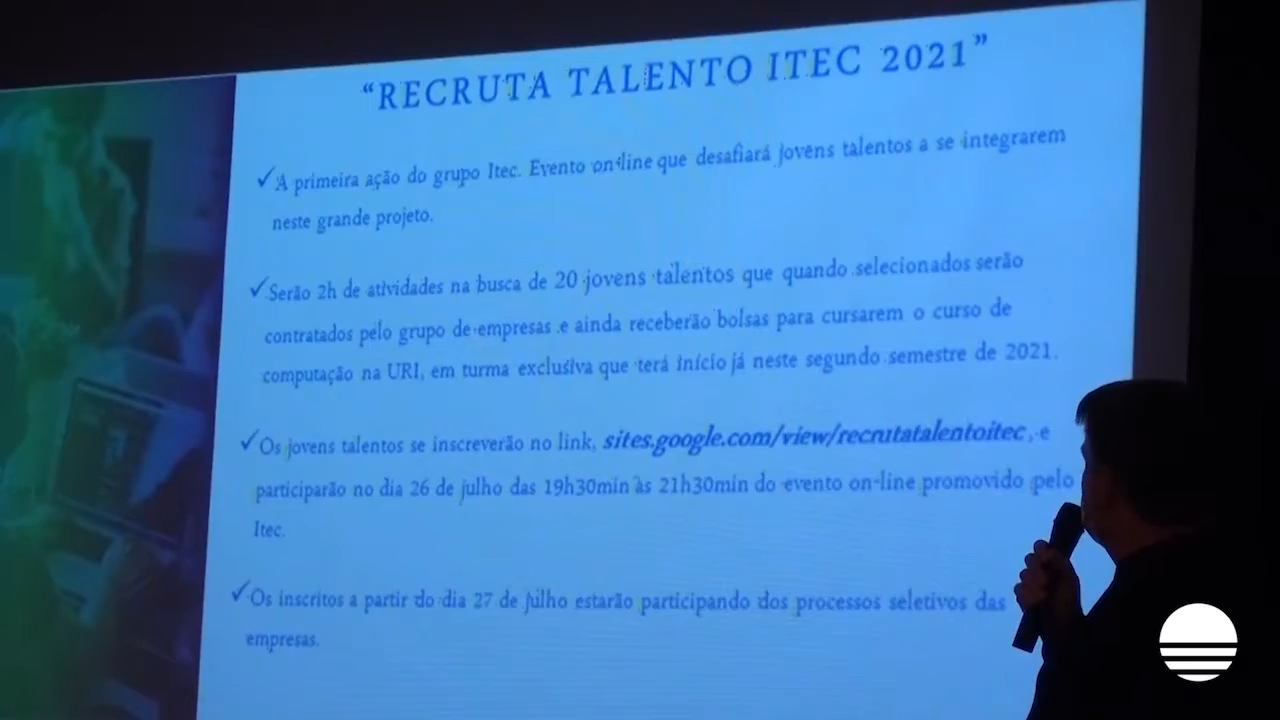 “RECRUTA TALENTO ITEC 2021”
✓A primeira ação do grupo Itec. Evento on-line que desafiará jovens talentos a se integrarem
neste grande projeto.
✓Serão 2h de atividades na busca de 20 jovens talentos que quando selecionados serão
contratados pelo grupo de empresas e ainda receberão bolsas para cursarem o curso de
computação na URI, em turma exclusiva que terá início já neste segundo semestre de 2021.
✓Os jovens talentos se inscreverão no link, sites.google.com/view/recrutatalentoitec, e
participarão no dia 26 de julho das 19h30min às 21h30min do evento on-line promovido pelo
Itec.
✓Os inscritos a partir do dia 27 de julho estarão participando dos processos seletivos das
empresas.